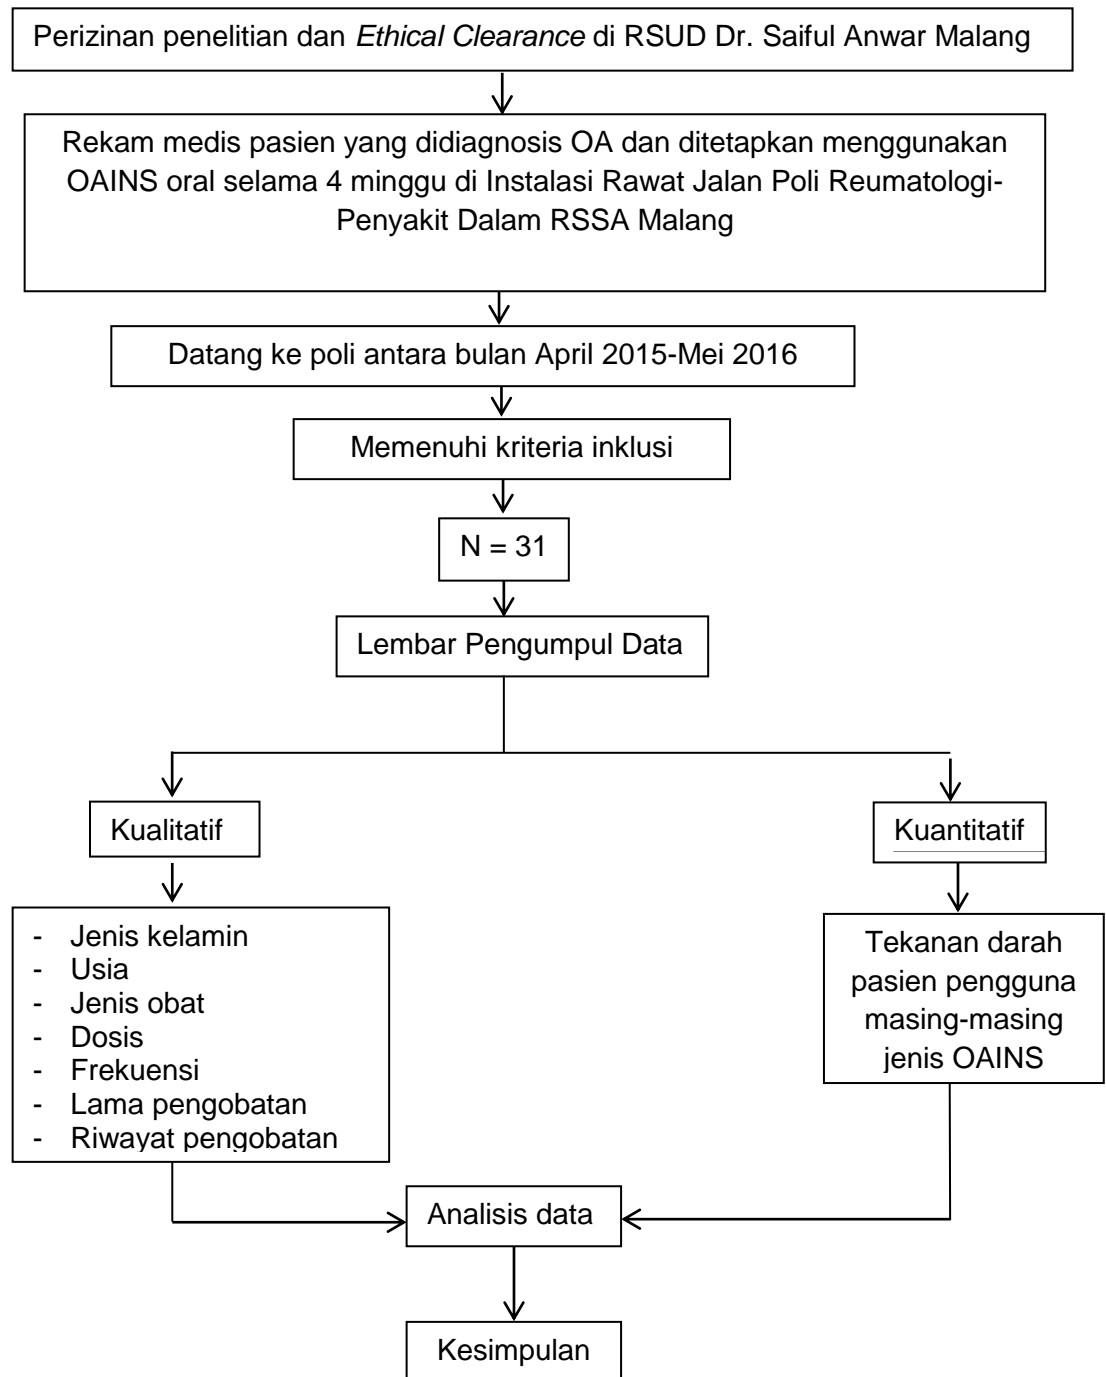 Perizinan penelitian dan Ethical Clearance di RSUD Dr. Saiful Anwar Malang
Rekam medis pasien yang didiagnosis OA dan ditetapkan menggunakan
OAINS oral selama 4 minggu di Instalasi Rawat Jalan Poli Reumatologi-
Penyakit Dalam RSSA Malang
Datang ke poli antara bulan April 2015-Mei 2016
Memenuhi kriteria inklusi
N = 31
Lembar Pengumpul Data
Kualitatif
Kuantitatif
- Jenis kelamin
- Usia
- Jenis obat
- Dosis
- Frekuensi
- Lama pengobatan
- Riwayat pengobatan
Tekanan darah
pasien pengguna
masing-masing
jenis OAINS
Analisis data
Kesimpulan